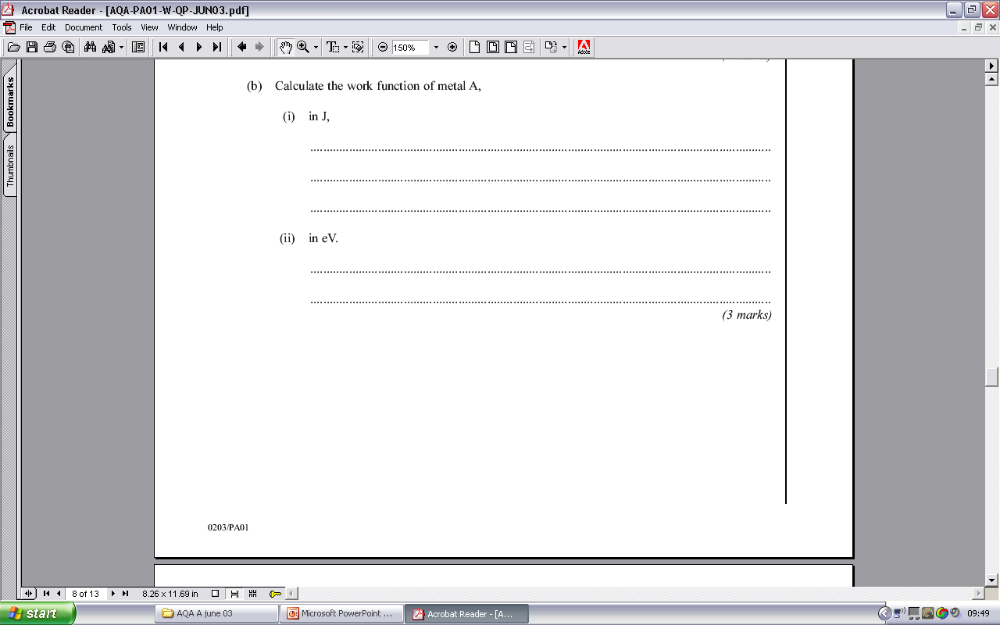 Acrobat Reader - [AQA-PA01-W-QP-JUN03.pdf]
File Edit Document Tools View Window Help
150%
Adobe
Bookmarks
Thumbnails
(b) Calculate the work function of metal A,
(i) in J,
(ii) in eV.
(3 marks)
0203/PA01
8 of 13 8.26 x 11.69 in
start AQA A june 03 Microsoft PowerPoint ... Acrobat Reader - [A... 09:49